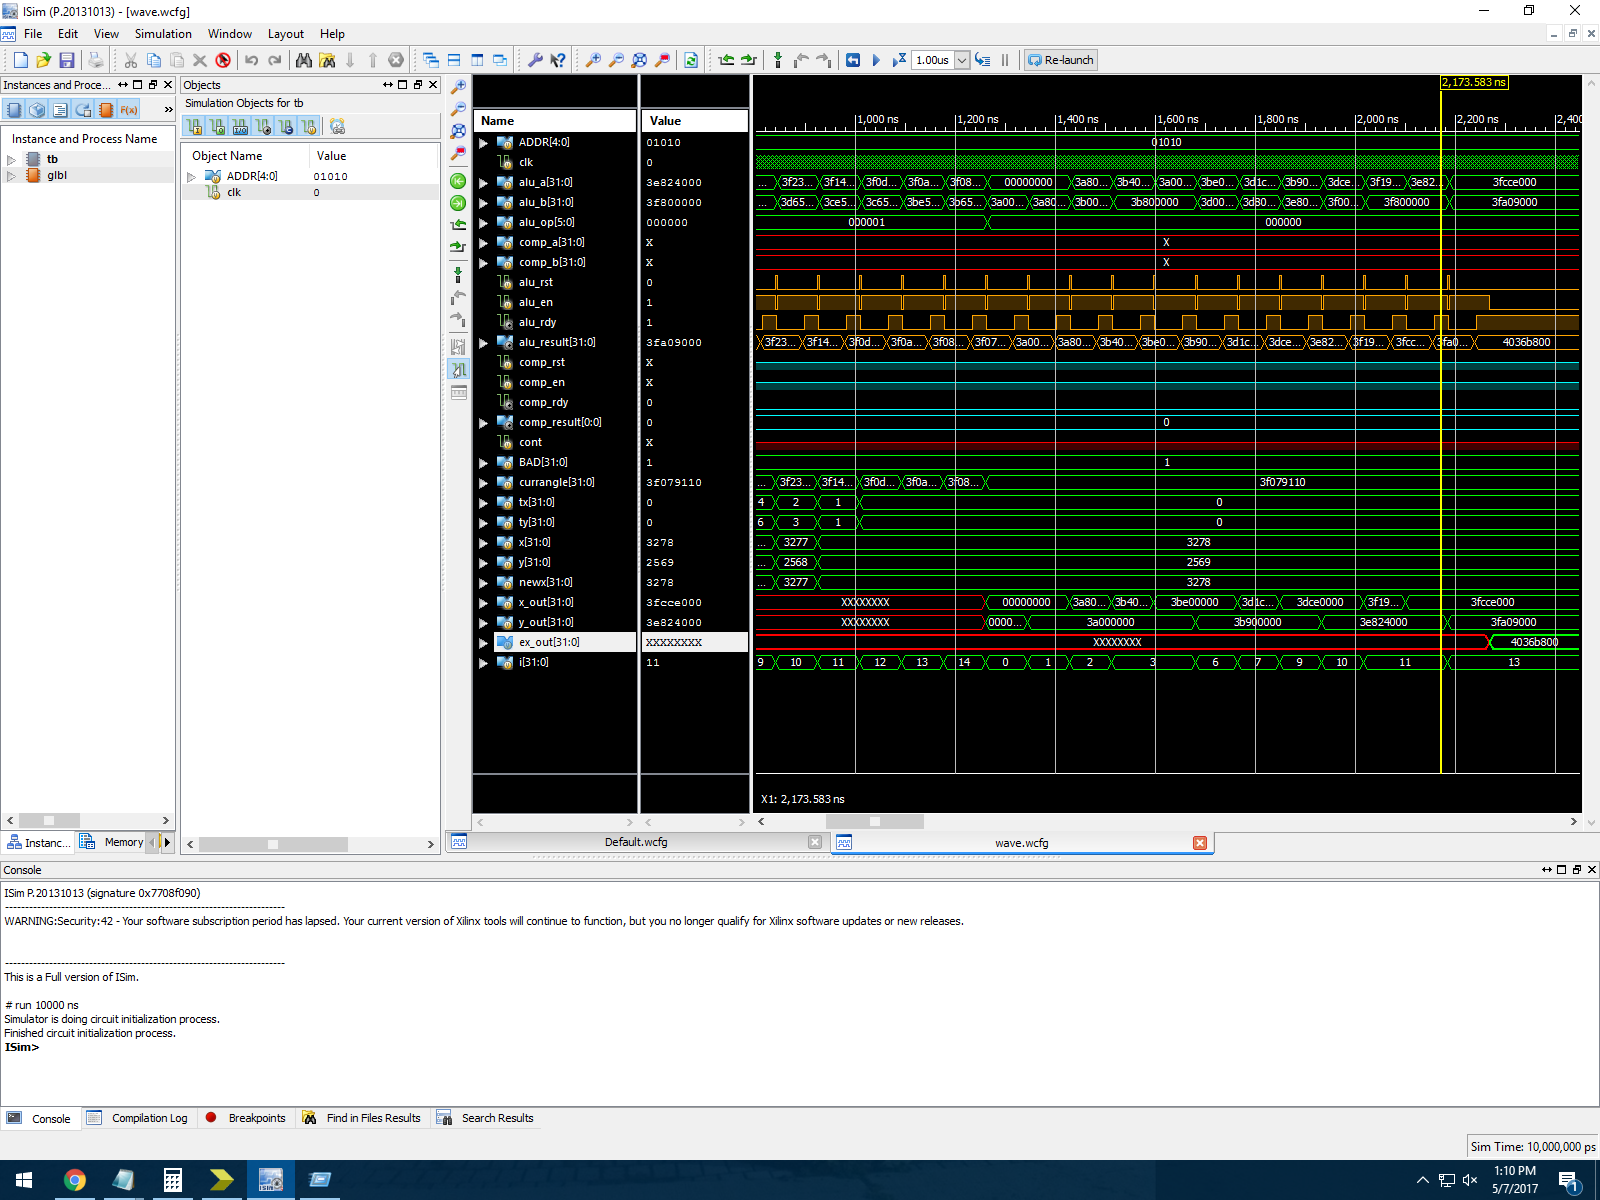 ISim (P.20131013) - [wave.wcfg]
File Edit View Simulation Window Layout Help
1.00us Re-launch
Instances and Proce...
Objects
Simulation Objects for tb
Instance and Process Name
tb
glbl
Object Name Value
ADDR[4:0] 01010
clk 0
Name Value
2,173.583 ns
1,000 ns 1,200 ns 1,400 ns 1,600 ns 1,800 ns 2,000 ns 2,200 ns 2,400
ADDR[4:0] 01010 01010
clk 0
alu_a[31:0] 3e824000 ... 3f23... 3f14... 3f0d... 3f0a... 3f08... 00000000 3a80... 3b40... 3a00... 3be0... 3d1c... 3b90... 3dce... 3f19... 3e82... 3fcce000
alu_b[31:0] 3f800000 ... 3d65... 3ce5... 3c65... 3be5... 3b65... 3a00... 3a80... 3b00... 3b800000 3d00... 3d80... 3e80... 3f00... 3f800000 3fa09000
alu_op[5:0] 000000 000001 000000
comp_a[31:0] X X
comp_b[31:0] X X
alu_rst 0
alu_en 1
alu_rdy 1
alu_result[31:0] 3fa09000 3f23... 3f14... 3f0d... 3f0a... 3f08... 3f07... 3a00... 3a80... 3b40... 3be0... 3b90... 3d1c... 3dce... 3e82... 3f19... 3fcc... 3fa0... 4036b800
comp_rst X
comp_en X
comp_rdy 0
comp_result[0:0] 0 0
cont X
BAD[31:0] 1 1
currangle[31:0] 3f079110 ... 3f23... 3f14... 3f0d... 3f0a... 3f08... 3f079110
tx[31:0] 0 4 2 1 0
ty[31:0] 0 6 3 1 0
x[31:0] 3278 ... 3277 3278
y[31:0] 2569 ... 2568 2569
newx[31:0] 3278 ... 3277 3278
x_out[31:0] 3fcce000 XXXXXXXX 00000000 3a80... 3b40... 3be00000 3d1c... 3dce0000 3f19... 3fcce000
y_out[31:0] 3e824000 XXXXXXXX 0000... 3a000000 3b900000 3e824000 3fa09000
ex_out[31:0] XXXXXXXX XXXXXXXX 4036b800
i[31:0] 11 9 10 11 12 13 14 0 1 2 3 6 7 9 10 11 13
X1: 2,173.583 ns
Instanc... Memory
Default.wcfg
wave.wcfg
Console
ISim P.20131013 (signature 0x7708f090)
----------------------------------------------------------------------
WARNING:Security:42 - Your software subscription period has lapsed. Your current version of Xilinx tools will continue to function, but you no longer qualify for Xilinx software updates or new releases.
----------------------------------------------------------------------
This is a Full version of ISim.
# run 10000 ns
Simulator is doing circuit initialization process.
Finished circuit initialization process.
ISim>
Console Compilation Log Breakpoints Find in Files Results Search Results
Sim Time: 10,000,000 ps
1:10 PM
5/7/2017
1